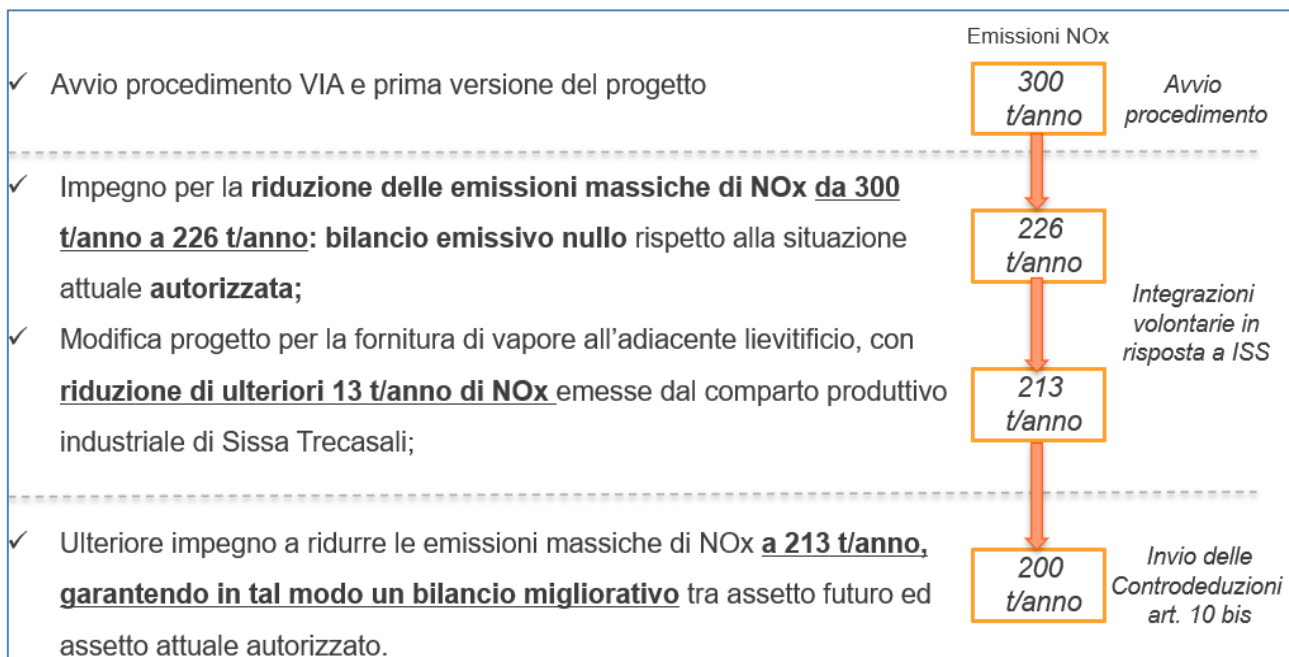 Emissioni NOx
✓ Avvio procedimento VIA e prima versione del progetto
300
t/anno
Avvio
procedimento
✓ Impegno per la riduzione delle emissioni massiche di NOx da 300
t/anno a 226 t/anno: bilancio emissivo nullo rispetto alla situazione
attuale autorizzata;
226
t/anno
✓ Modifica progetto per la fornitura di vapore all'adiacente lievitificio, con
riduzione di ulteriori 13 t/anno di NOx emesse dal comparto produttivo
industriale di Sissa Trecasali;
213
t/anno
Integrazioni
volontarie in
risposta a ISS
✓ Ulteriore impegno a ridurre le emissioni massiche di NOx a 213 t/anno,
garantendo in tal modo un bilancio migliorativo tra assetto futuro ed
assetto attuale autorizzato.
200
t/anno
Invio delle
Controdeduzioni
art. 10 bis